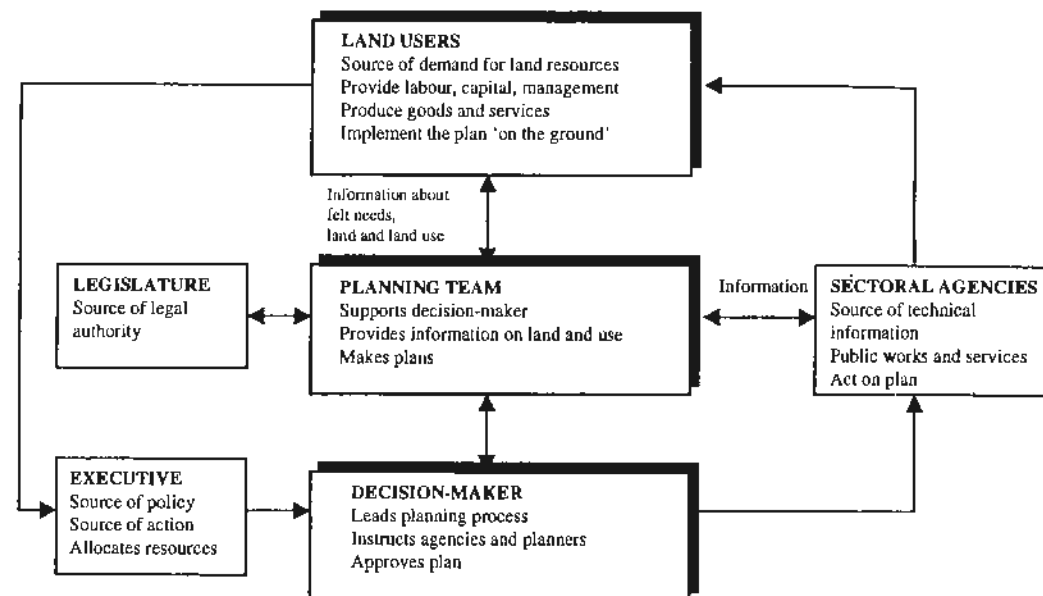 LAND USERS
Source of demand for land resources
Provide labour, capital, management
Produce goods and services
Implement the plan ‘on the ground’
Information about
felt needs,
land and land use
LEGISLATURE
Source of legal
authority
PLANNING TEAM
Supports decision-maker
Provides information on land and use
Makes plans
Information
SECTORAL AGENCIES
Source of technical
information
Public works and services
Act on plan
EXECUTIVE
Source of policy
Source of action
Allocates resources
DECISION-MAKER
Leads planning process
Instructs agencies and planners
Approves plan